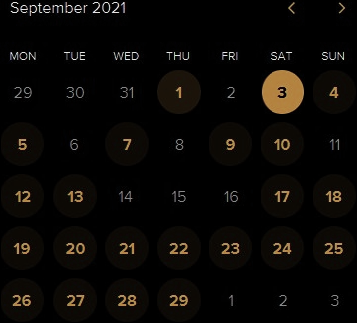 September 2021
MON TUE WED THU FRI SAT SUN
29 30 31 1 2 3 4
5 6 7 8 9 10 11
12 13 14 15 16 17 18
19 20 21 22 23 24 25
26 27 28 29 1 2 3